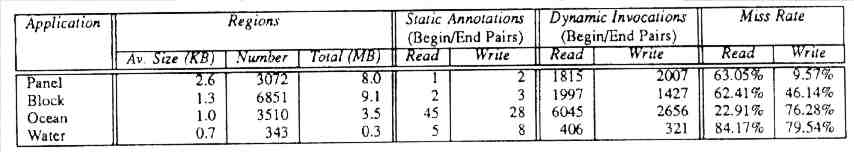 Application Regions Static Annotations Dynamic Invocations Miss Rate
(Begin/End Pairs) (Begin/End Pairs)
Av. Size (KB) Number Total (MB) Read Write Read Write Read Write
Panel 2.6 3072 8.0 1 2 1815 2007 63.05% 9.57%
Block 1.3 6851 9.1 2 3 1997 1427 62.41% 46.14%
Ocean 1.0 3510 3.5 45 28 6045 2656 22.91% 76.28%
Water 0.7 343 0.3 5 8 406 321 84.17% 79.54%